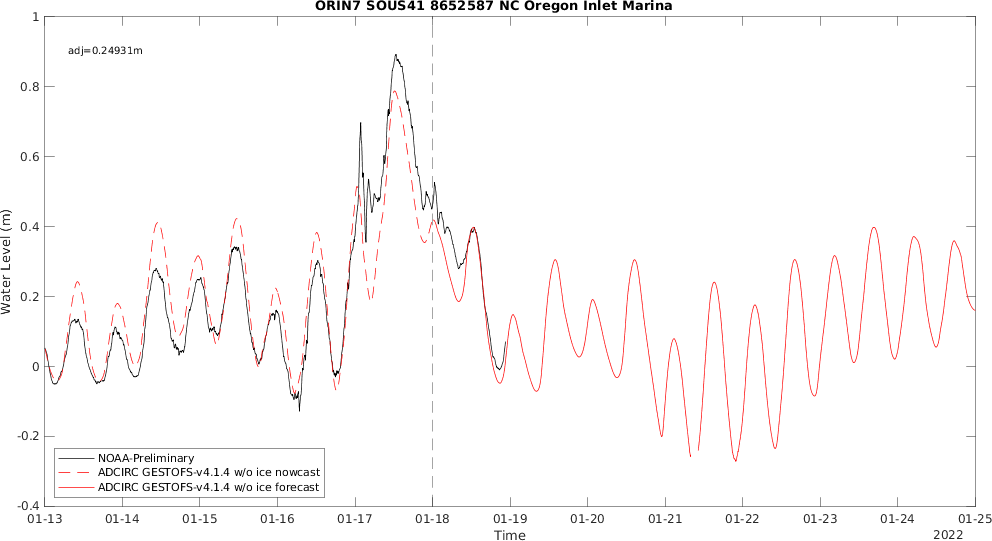 ORIN7 SOUS41 8652587 NC Oregon Inlet Marina
1
adj=0.24931m
0.8
0.6
0.4
0.2
0
-0.2
-0.4
Water Level (m)
NOAA-Preliminary
ADCIRC GESTOFS-v4.1.4 w/o ice nowcast
ADCIRC GESTOFS-v4.1.4 w/o ice forecast
01-13 01-14 01-15 01-16 01-17 01-18 01-19 01-20 01-21 01-22 01-23 01-24 01-25
Time
2022